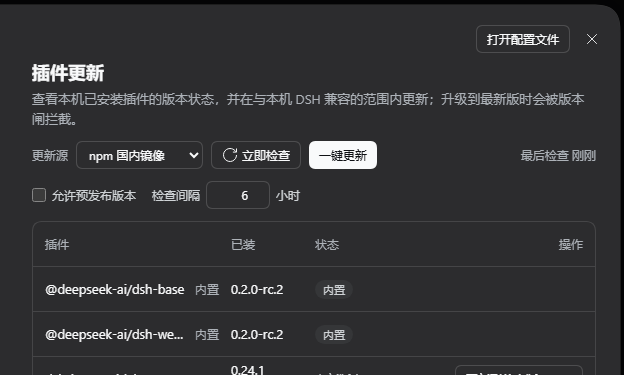 打开配置文件
插件更新
查看本机已安装插件的版本状态，并在与本机 DSH 兼容的范围内更新；升级到最新版时会被版本
闸拦截。
更新源 npm 国内镜像 立即检查 一键更新 最后检查 刚刚
允许预发布版本 检查间隔 6 小时
插件 已装 状态 操作
@deepseek-ai/dsh-base 内置 0.2.0-rc.2 内置
@deepseek-ai/dsh-we... 内置 0.2.0-rc.2 内置
0.24.1